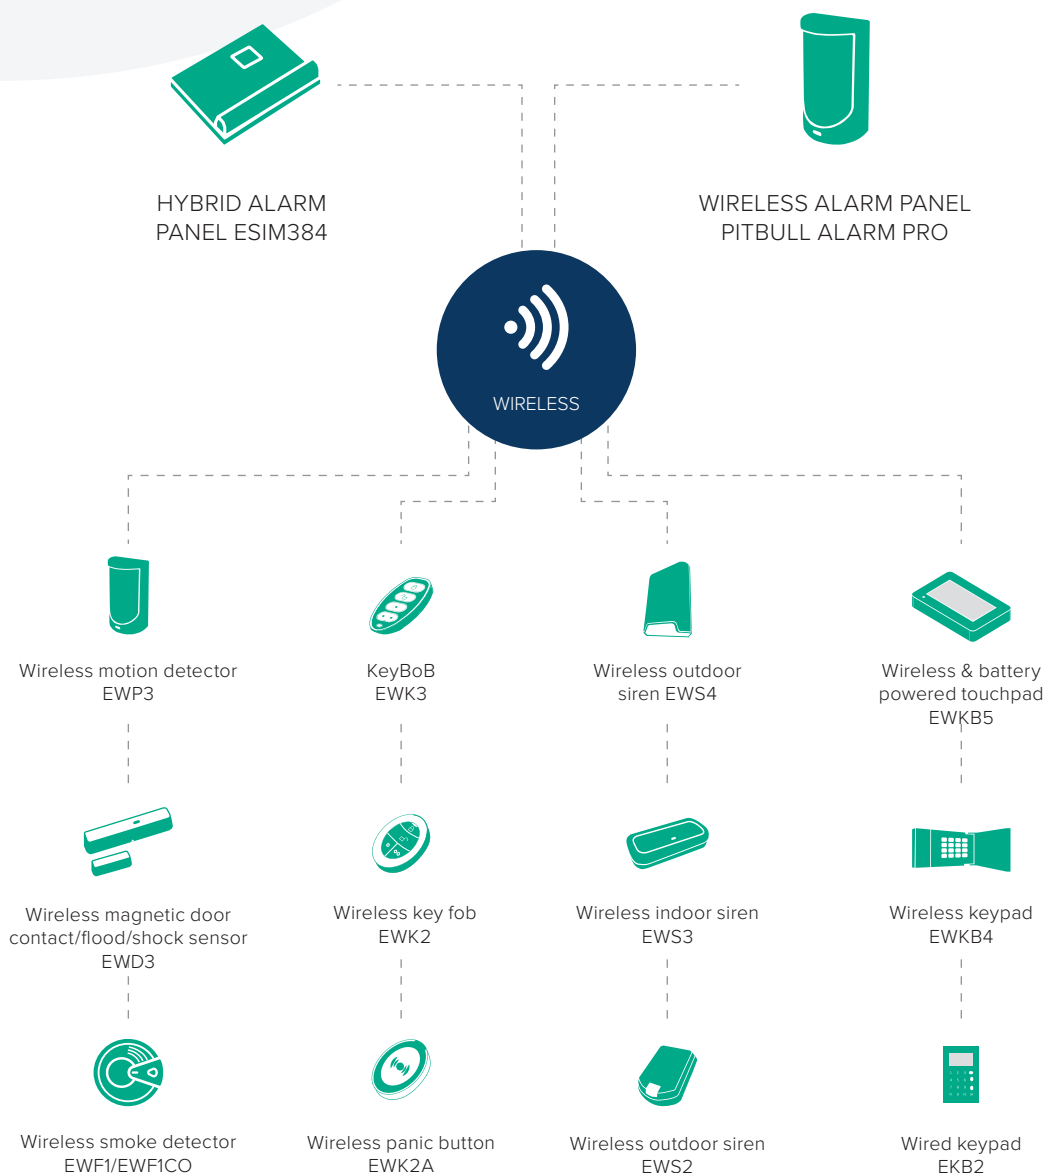 HYBRID ALARM
PANEL ESIM384
WIRELESS ALARM PANEL
PITBULL ALARM PRO
WIRELESS
Wireless motion detector
EWP3
KeyBoB
EWK3
Wireless outdoor
siren EWS4
Wireless & battery
powered touchpad
EWKB5
Wireless magnetic door
contact/flood/shock sensor
EWD3
Wireless key fob
EWK2
Wireless indoor siren
EWS3
Wireless keypad
EWKB4
Wireless smoke detector
EWF1/EWF1CO
Wireless panic button
EWK2A
Wireless outdoor siren
EWS2
Wired keypad
EKB2